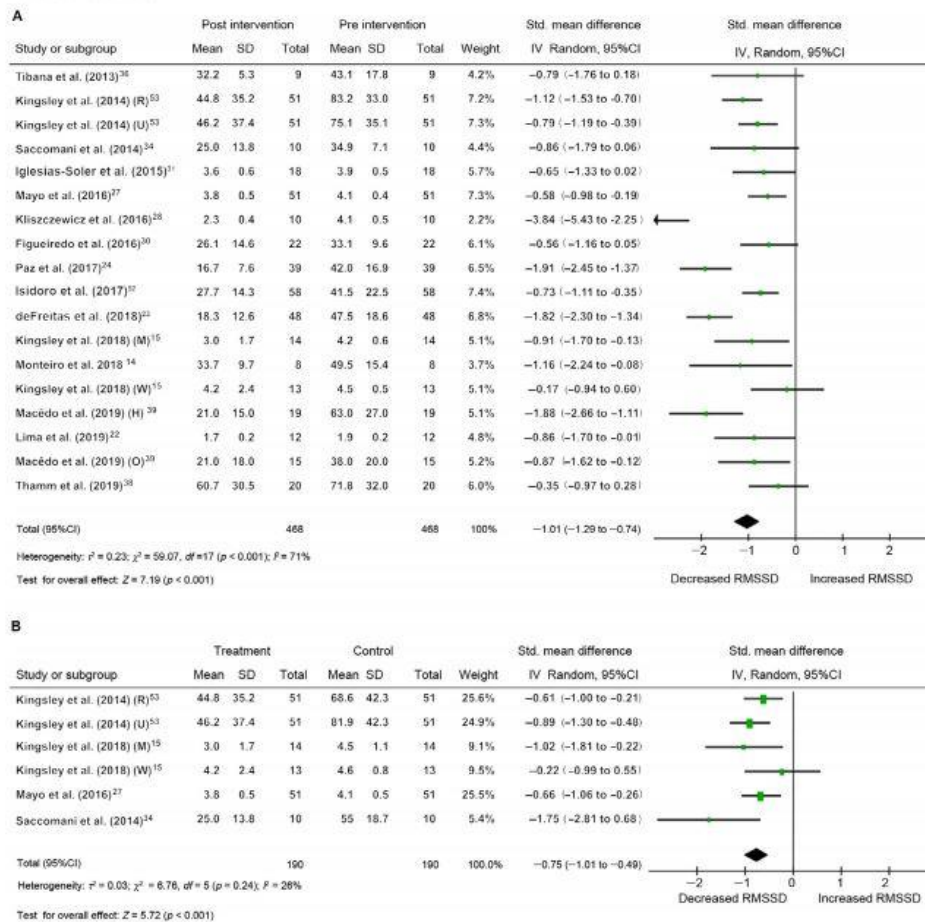 A
Post intervention Pre intervention Std. mean difference Std. mean difference
Study or subgroup Mean SD Total Mean SD Total Weight IV Random, 95%CI IV, Random, 95%CI
Tibana et al. (2013)³⁶ 32.2 5.3 9 43.1 17.8 9 4.2% −0.79 (−1.76 to 0.18)
Kingsley et al. (2014) (R)⁵³ 44.8 35.2 51 83.2 33.0 51 7.2% −1.12 (−1.53 to −0.70)
Kingsley et al. (2014) (U)⁵³ 46.2 37.4 51 75.1 35.1 51 7.3% −0.79 (−1.19 to −0.39)
Saccomani et al. (2014)³⁴ 25.0 13.8 10 34.9 7.1 10 4.4% −0.86 (−1.79 to 0.06)
Iglesias-Soler et al. (2015) 3.6 0.6 18 3.9 0.5 18 5.7% −0.65 (−1.33 to 0.02)
Mayo et al. (2016)²⁷ 3.8 0.5 51 4.1 0.4 51 7.3% −0.58 (−0.98 to −0.19)
Kliszczewicz et al. (2016)²⁸ 2.3 0.4 10 4.1 0.5 10 2.2% −3.84 (−5.43 to −2.25)
Figueiredo et al. (2016)³⁰ 26.1 14.6 22 33.1 9.6 22 6.1% −0.56 (−1.16 to 0.05)
Paz et al. (2017)²⁴ 16.7 7.6 39 42.0 16.9 39 6.5% −1.91 (−2.45 to −1.37)
Isidoro et al. (2017) 27.7 14.3 58 41.5 22.5 58 7.4% −0.73 (−1.11 to −0.35)
deFreitas et al. (2018) 18.3 12.6 48 47.5 18.6 48 6.8% −1.82 (−2.30 to −1.34)
Kingsley et al. (2018) (M)¹⁵ 3.0 1.7 14 4.2 0.6 14 5.0% −0.91 (−1.70 to −0.13)
Monteiro et al. 2018 ¹⁴ 33.7 9.7 8 49.5 15.4 8 3.7% −1.16 (−2.24 to −0.08)
Kingsley et al. (2018) (W)¹⁵ 4.2 2.4 13 4.5 0.5 13 5.1% −0.17 (−0.94 to 0.60)
Macêdo et al. (2019) (H) ³⁹ 21.0 15.0 19 63.0 27.0 19 5.1% −1.88 (−2.66 to −1.11)
Lima et al. (2019)²² 1.7 0.2 12 1.9 0.2 12 4.8% −0.86 (−1.70 to −0.01)
Macêdo et al. (2019) (O)³⁹ 21.0 18.0 15 38.0 20.0 15 5.2% −0.87 (−1.62 to −0.12)
Thamm et al. (2019)³⁸ 60.7 30.5 20 71.8 32.0 20 6.0% −0.35 (−0.97 to 0.28)
Total (95%CI) 468 468 100% −1.01 (−1.29 to −0.74)
Heterogeneity: τ² = 0.23; χ² = 59.07, df =17 (p < 0.001); I² = 71%
−2 −1 0 1 2
Test for overall effect: Z = 7.19 (p < 0.001)
Decreased RMSSD Increased RMSSD
B
Treatment Control Std. mean difference Std. mean difference
Study or subgroup Mean SD Total Mean SD Total Weight IV Random, 95%CI IV, Random, 95%CI
Kingsley et al. (2014) (R)⁵³ 44.8 35.2 51 68.6 42.3 51 25.6% −0.61 (−1.00 to −0.21)
Kingsley et al. (2014) (U)⁵³ 46.2 37.4 51 81.9 42.3 51 24.9% −0.89 (−1.30 to −0.48)
Kingsley et al. (2018) (M)¹⁵ 3.0 1.7 14 4.5 1.1 14 9.1% −1.02 (−1.81 to −0.22)
Kingsley et al. (2018) (W)¹⁵ 4.2 2.4 13 4.6 0.8 13 9.5% −0.22 (−0.99 to 0.55)
Mayo et al. (2016)²⁷ 3.8 0.5 51 4.1 0.5 51 25.5% −0.66 (−1.06 to −0.26)
Saccomani et al. (2014)³⁴ 25.0 13.8 10 55 18.7 10 5.4% −1.75 (−2.81 to 0.68)
Total (95%CI) 190 190 100.0% −0.75 (−1.01 to −0.49)
Heterogeneity: τ² = 0.03; χ² = 6.76, df = 5 (p = 0.24); I² = 26%
−2 −1 0 1 2
Decreased RMSSD Increased RMSSD
Test for overall effect: Z = 5.72 (p < 0.001)